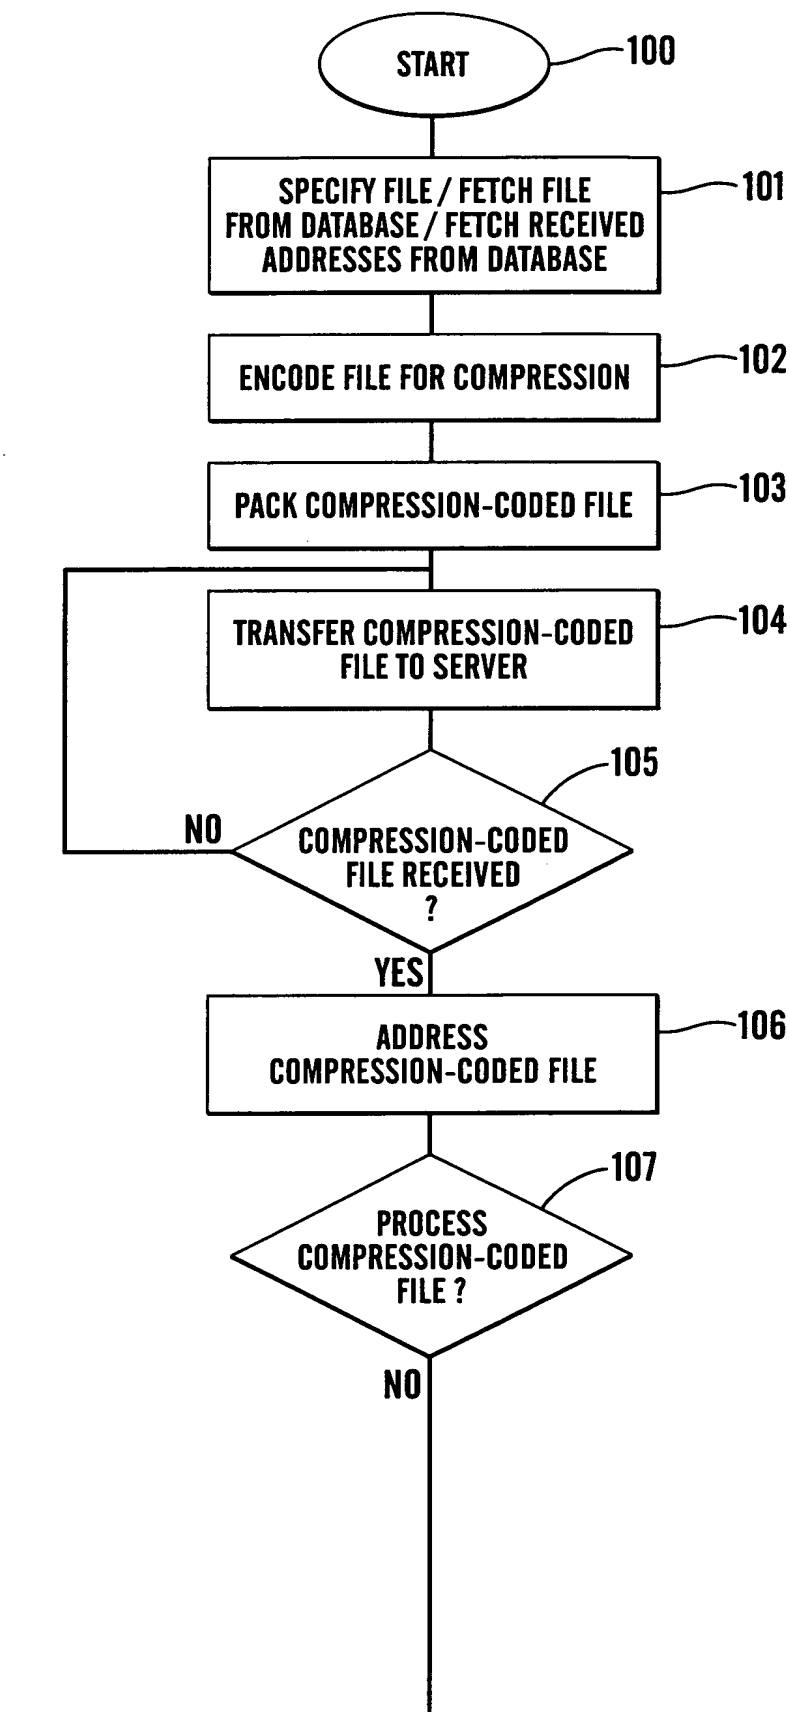 START
100
SPECIFY FILE / FETCH FILE
FROM DATABASE / FETCH RECEIVED
ADDRESSES FROM DATABASE
101
ENCODE FILE FOR COMPRESSION
102
PACK COMPRESSION-CODED FILE
103
TRANSFER COMPRESSION-CODED
FILE TO SERVER
104
105
NO
COMPRESSION-CODED
FILE RECEIVED
?
YES
ADDRESS
COMPRESSION-CODED FILE
106
107
PROCESS
COMPRESSION-CODED
FILE ?
NO